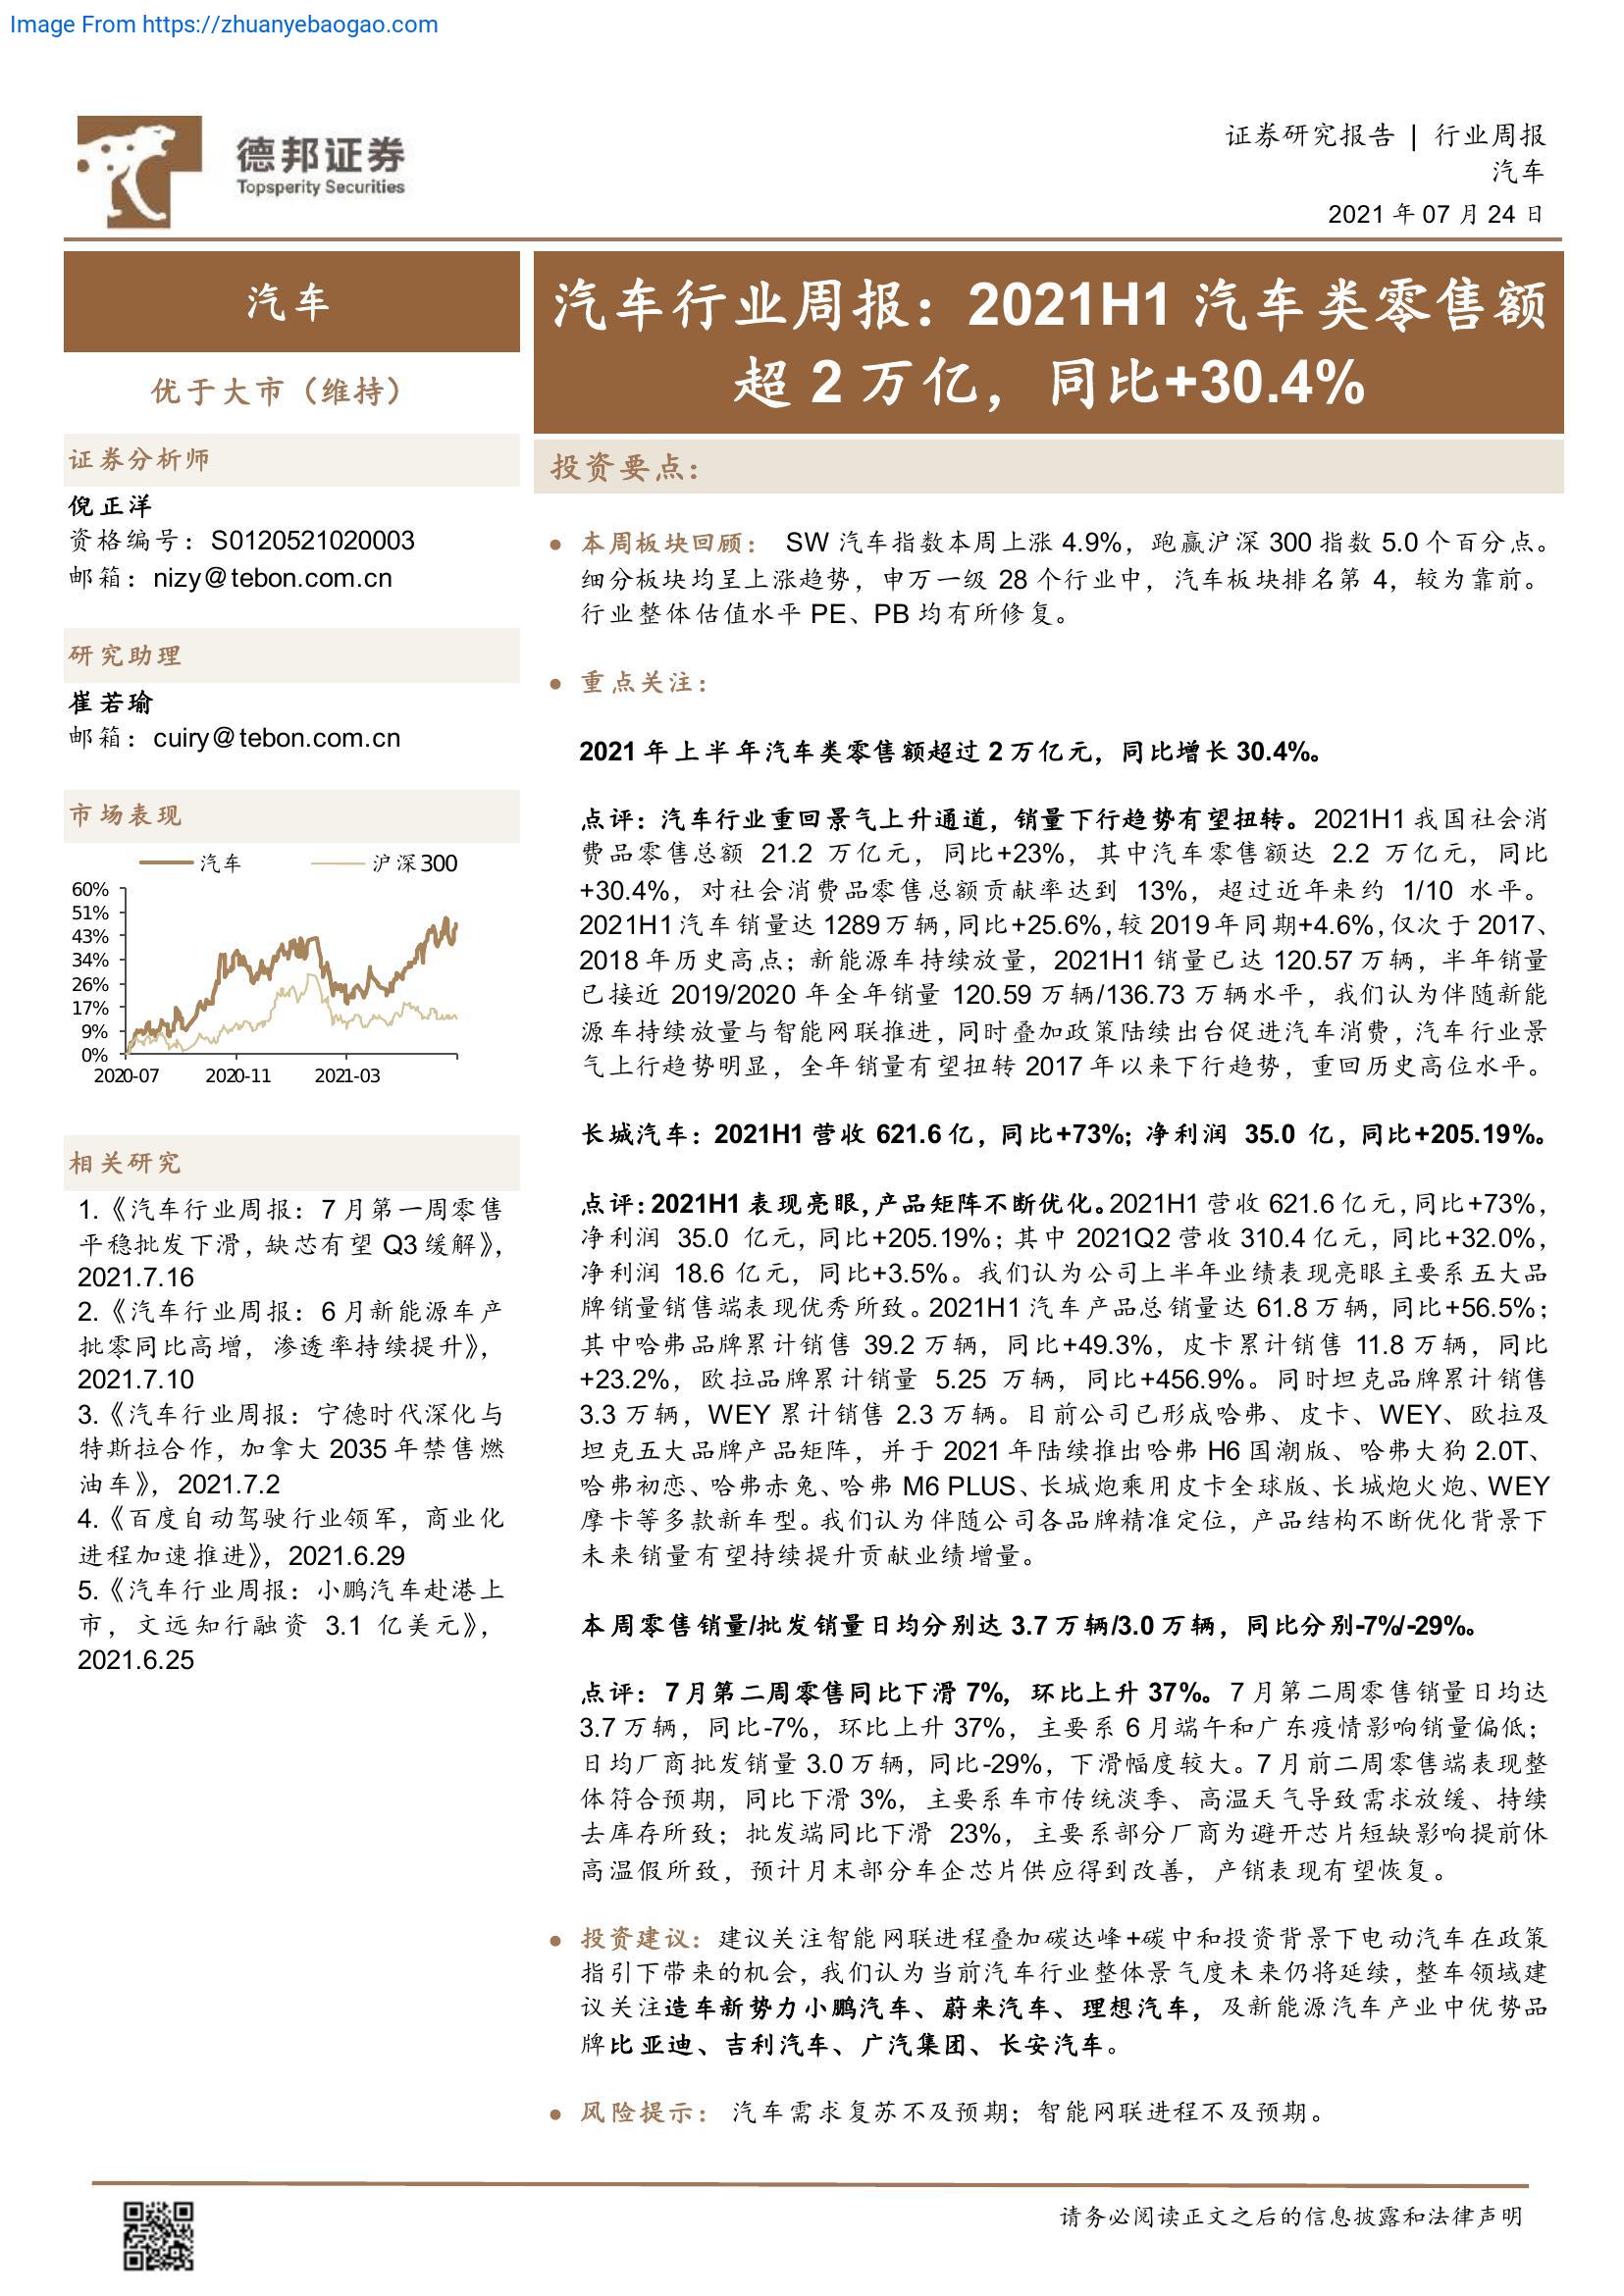 Image From https://zhuanyebaogao.com
德邦证券
Topsperity Securities
证券研究报告 | 行业周报
汽车
2021 年 07 月 24 日
汽车
优于大市（维持）
证券分析师
倪正洋
资格编号：S0120521020003
邮箱：nizy@tebon.com.cn
研究助理
崔若瑜
邮箱：cuiry@tebon.com.cn
市场表现
汽车 沪深300
60%
51%
43%
34%
26%
17%
9%
0%
2020-07 2020-11 2021-03
相关研究
1.《汽车行业周报：7 月第一周零售
平稳批发下滑，缺芯有望 Q3 缓解》，
2021.7.16
2.《汽车行业周报：6 月新能源车产
批零同比高增，渗透率持续提升》，
2021.7.10
3.《汽车行业周报：宁德时代深化与
特斯拉合作，加拿大 2035 年禁售燃
油车》，2021.7.2
4.《百度自动驾驶行业领军，商业化
进程加速推进》，2021.6.29
5.《汽车行业周报：小鹏汽车赴港上
市，文远知行融资 3.1 亿美元》，
2021.6.25
汽车行业周报：2021H1 汽车类零售额
超 2 万亿，同比+30.4%
投资要点：
● 本周板块回顾： SW 汽车指数本周上涨 4.9%，跑赢沪深 300 指数 5.0 个百分点。
细分板块均呈上涨趋势，申万一级 28 个行业中，汽车板块排名第 4，较为靠前。
行业整体估值水平 PE、PB 均有所修复。
● 重点关注：
2021 年上半年汽车类零售额超过 2 万亿元，同比增长 30.4%。
点评：汽车行业重回景气上升通道，销量下行趋势有望扭转。2021H1 我国社会消
费品零售总额 21.2 万亿元，同比+23%，其中汽车零售额达 2.2 万亿元，同比
+30.4%，对社会消费品零售总额贡献率达到 13%，超过近年来约 1/10 水平。
2021H1 汽车销量达 1289 万辆，同比+25.6%，较 2019 年同期+4.6%，仅次于 2017、
2018 年历史高点；新能源车持续放量，2021H1 销量已达 120.57 万辆，半年销量
已接近 2019/2020 年全年销量 120.59 万辆/136.73 万辆水平，我们认为伴随新能
源车持续放量与智能网联推进，同时叠加政策陆续出台促进汽车消费，汽车行业景
气上行趋势明显，全年销量有望扭转 2017 年以来下行趋势，重回历史高位水平。
长城汽车：2021H1 营收 621.6 亿，同比+73%；净利润 35.0 亿，同比+205.19%。
点评：2021H1 表现亮眼，产品矩阵不断优化。2021H1 营收 621.6 亿元，同比+73%，
净利润 35.0 亿元，同比+205.19%；其中 2021Q2 营收 310.4 亿元，同比+32.0%，
净利润 18.6 亿元，同比+3.5%。我们认为公司上半年业绩表现亮眼主要系五大品
牌销量销售端表现优秀所致。2021H1 汽车产品总销量达 61.8 万辆，同比+56.5%；
其中哈弗品牌累计销售 39.2 万辆，同比+49.3%，皮卡累计销售 11.8 万辆，同比
+23.2%，欧拉品牌累计销量 5.25 万辆，同比+456.9%。同时坦克品牌累计销售
3.3 万辆，WEY 累计销售 2.3 万辆。目前公司已形成哈弗、皮卡、WEY、欧拉及
坦克五大品牌产品矩阵，并于 2021 年陆续推出哈弗 H6 国潮版、哈弗大狗 2.0T、
哈弗初恋、哈弗赤兔、哈弗 M6 PLUS、长城炮乘用皮卡全球版、长城炮火炮、WEY
摩卡等多款新车型。我们认为伴随公司各品牌精准定位，产品结构不断优化背景下
未来销量有望持续提升贡献业绩增量。
本周零售销量/批发销量日均分别达 3.7 万辆/3.0 万辆，同比分别-7%/-29%。
点评：7 月第二周零售同比下滑 7%，环比上升 37%。7 月第二周零售销量日均达
3.7 万辆，同比-7%，环比上升 37%，主要系 6 月端午和广东疫情影响销量偏低；
日均厂商批发销量 3.0 万辆，同比-29%，下滑幅度较大。7 月前二周零售端表现整
体符合预期，同比下滑 3%，主要系车市传统淡季、高温天气导致需求放缓、持续
去库存所致；批发端同比下滑 23%，主要系部分厂商为避开芯片短缺影响提前休
高温假所致，预计月末部分车企芯片供应得到改善，产销表现有望恢复。
● 投资建议：建议关注智能网联进程叠加碳达峰+碳中和投资背景下电动汽车在政策
指引下带来的机会，我们认为当前汽车行业整体景气度未来仍将延续，整车领域建
议关注造车新势力小鹏汽车、蔚来汽车、理想汽车，及新能源汽车产业中优势品
牌比亚迪、吉利汽车、广汽集团、长安汽车。
● 风险提示： 汽车需求复苏不及预期；智能网联进程不及预期。
请务必阅读正文之后的信息披露和法律声明